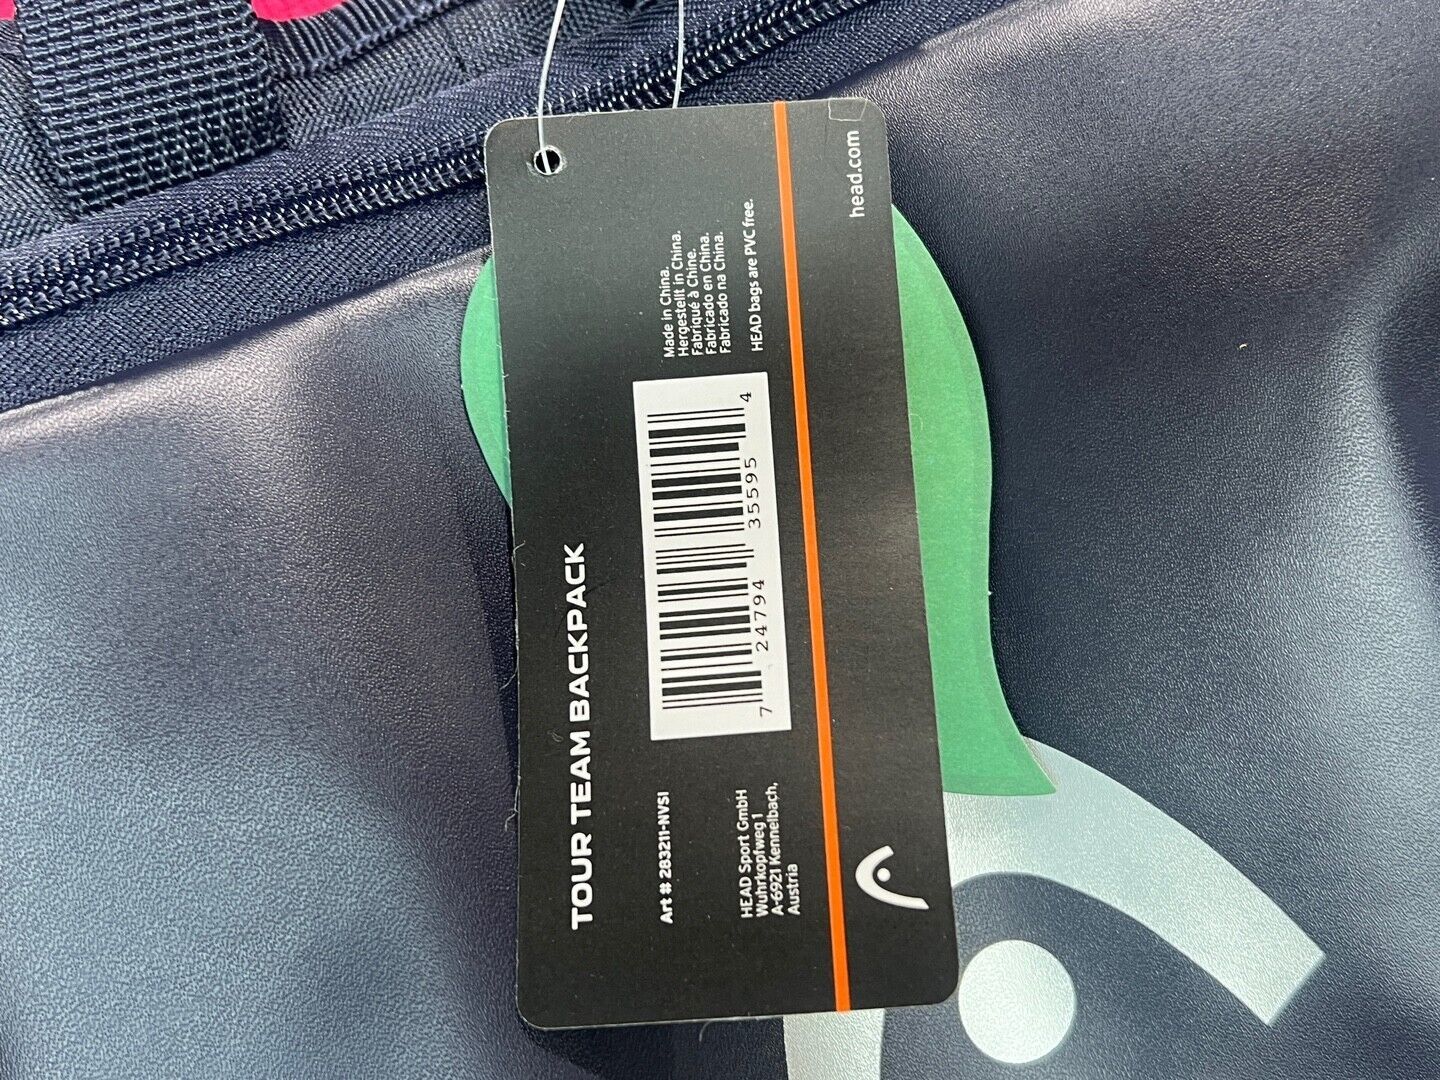 TOUR TEAM BACKPACK
Art # 283211-NVSI
HEAD Sport GmbH
Wuhrkopfweg 1
A-6921 Kennelbach,
Austria
7 24794 35595 4
Made in China.
Hergestellt in China.
Fabriqué à Chine.
Fabricado en China.
Fabricado na China.
HEAD bags are PVC free.
head.com